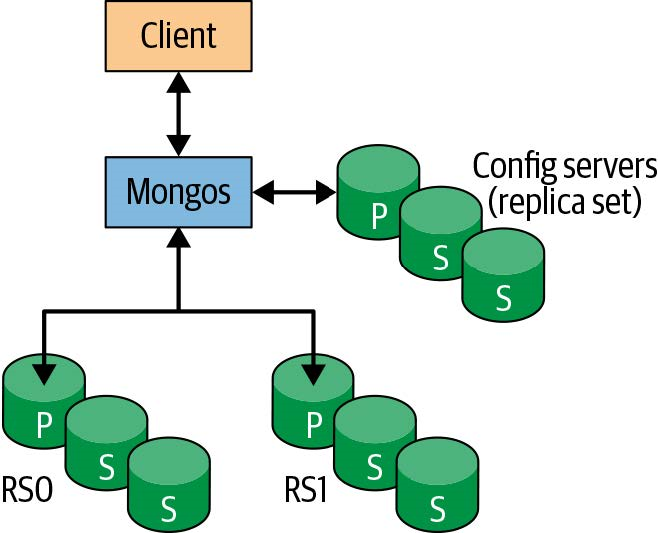 Client
Mongos
Config servers
(replica set)
P
S
S
P
S
S
RS0
P
S
S
RS1